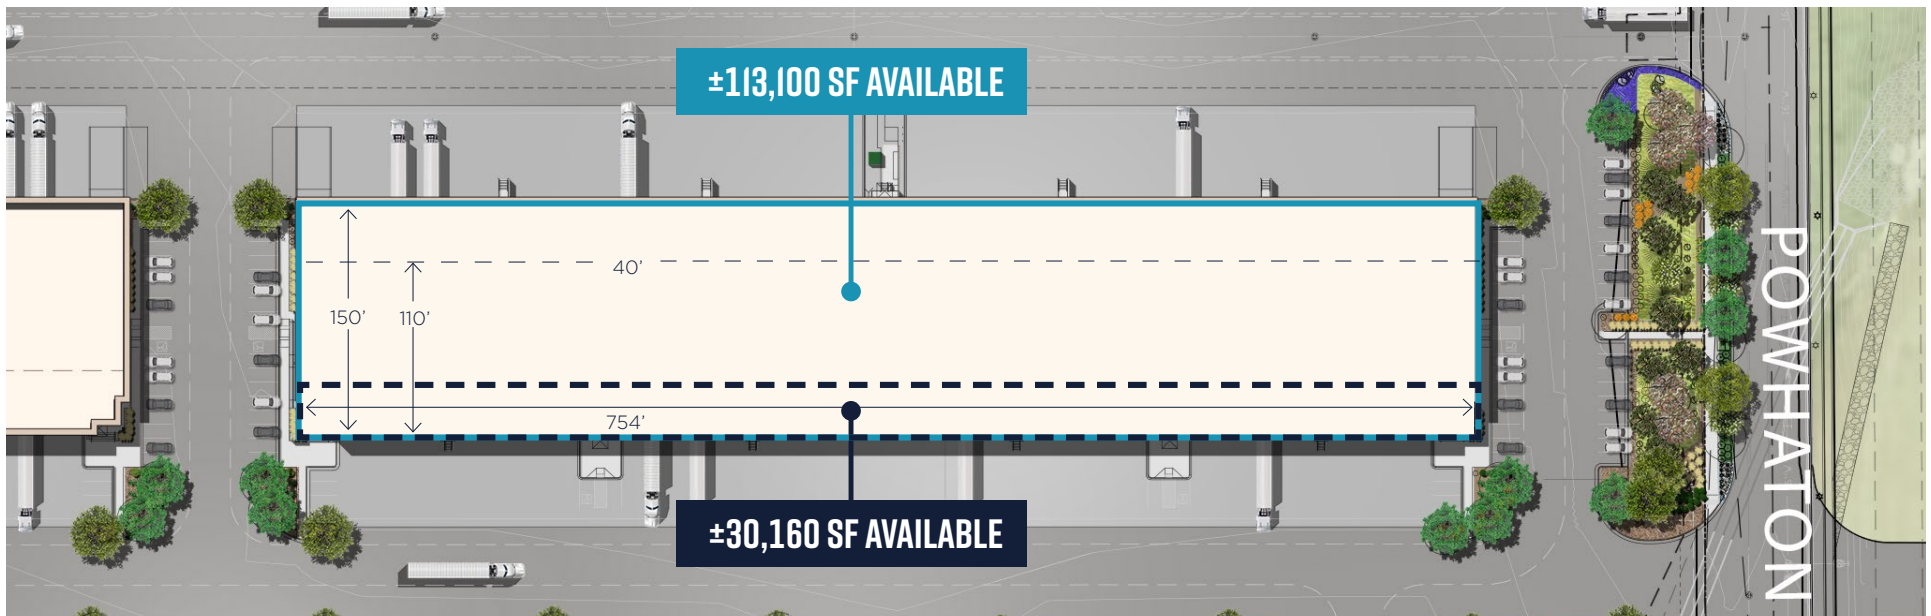 ±113,100 SF AVAILABLE
40'
150'
110'
754'
±30,160 SF AVAILABLE
POWHATON